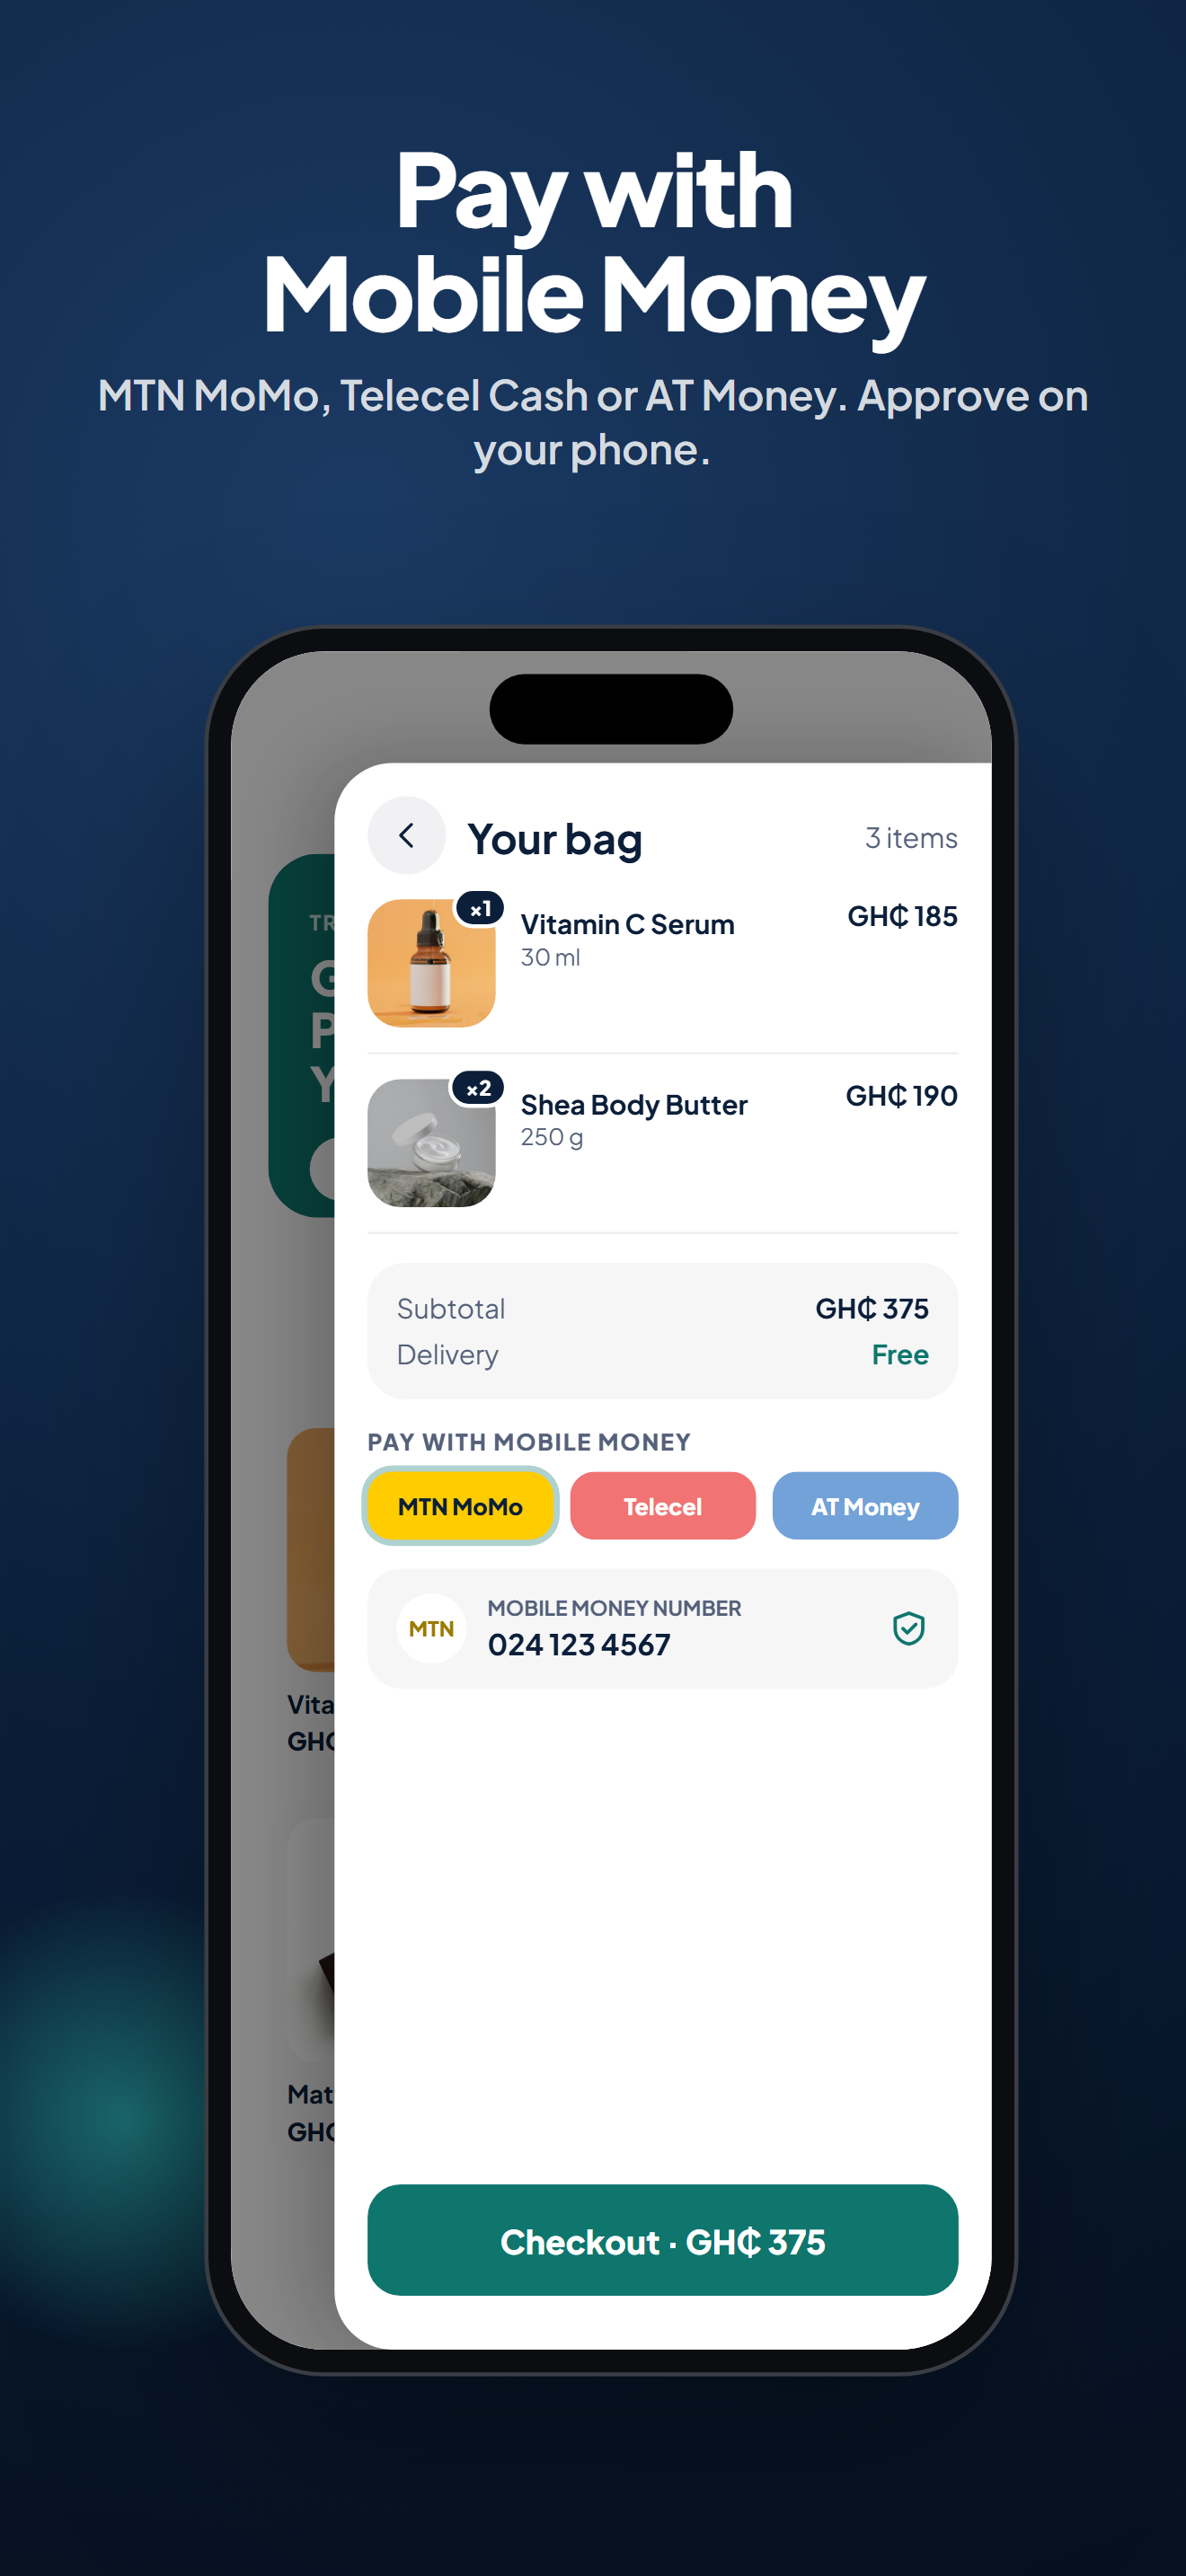 Pay with
Mobile Money
MTN MoMo, Telecel Cash or AT Money. Approve on
your phone.
Your bag
3 items
×1
Vitamin C Serum
GH₵ 185
30 ml
×2
Shea Body Butter
GH₵ 190
250 g
Subtotal
GH₵ 375
Delivery
Free
PAY WITH MOBILE MONEY
MTN MoMo
Telecel
AT Money
MTN
MOBILE MONEY NUMBER
024 123 4567
Checkout · GH₵ 375